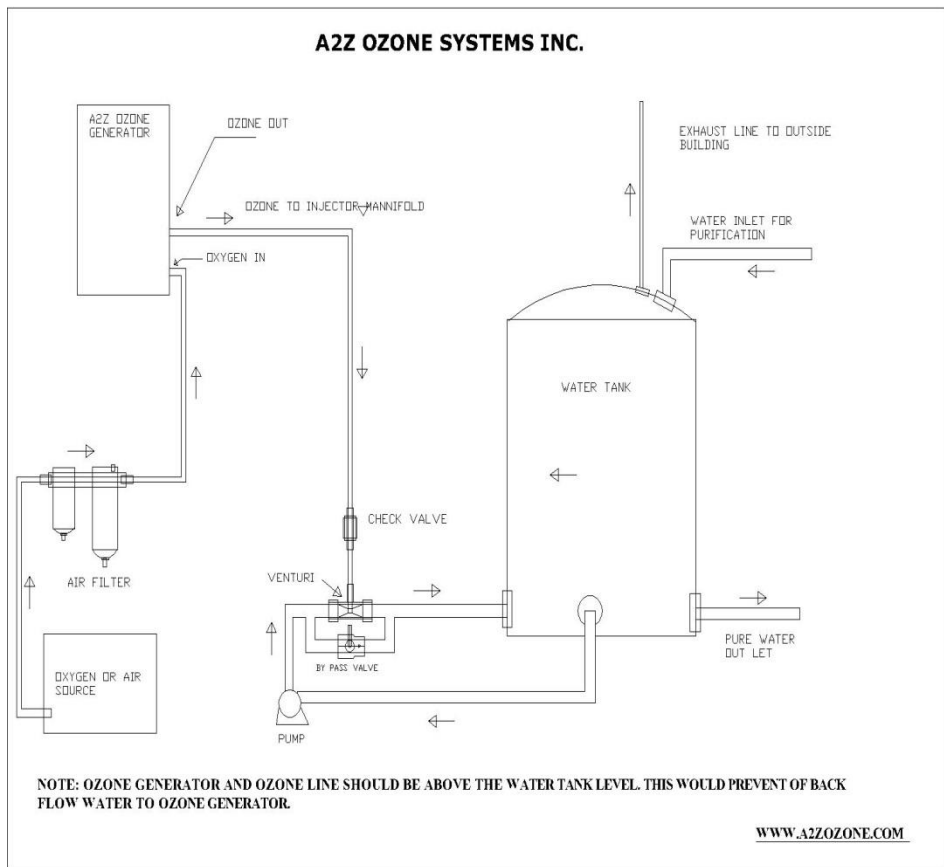 A2Z OZONE SYSTEMS INC.
A2Z OZONE
GENERATOR
OZONE OUT
EXHAUST LINE TO OUTSIDE
BUILDING
OZONE TO INJECTOR MANNIFOLD
WATER INLET FOR
PURIFICATION
OXYGEN IN
WATER TANK
CHECK VALVE
AIR FILTER
VENTURI
BY PASS VALVE
PURE WATER
OUT LET
OXYGEN OR AIR
SOURCE
PUMP
NOTE: OZONE GENERATOR AND OZONE LINE SHOULD BE ABOVE THE WATER TANK LEVEL. THIS WOULD PREVENT OF BACK
FLOW WATER TO OZONE GENERATOR.
WWW.A2ZOZONE.COM